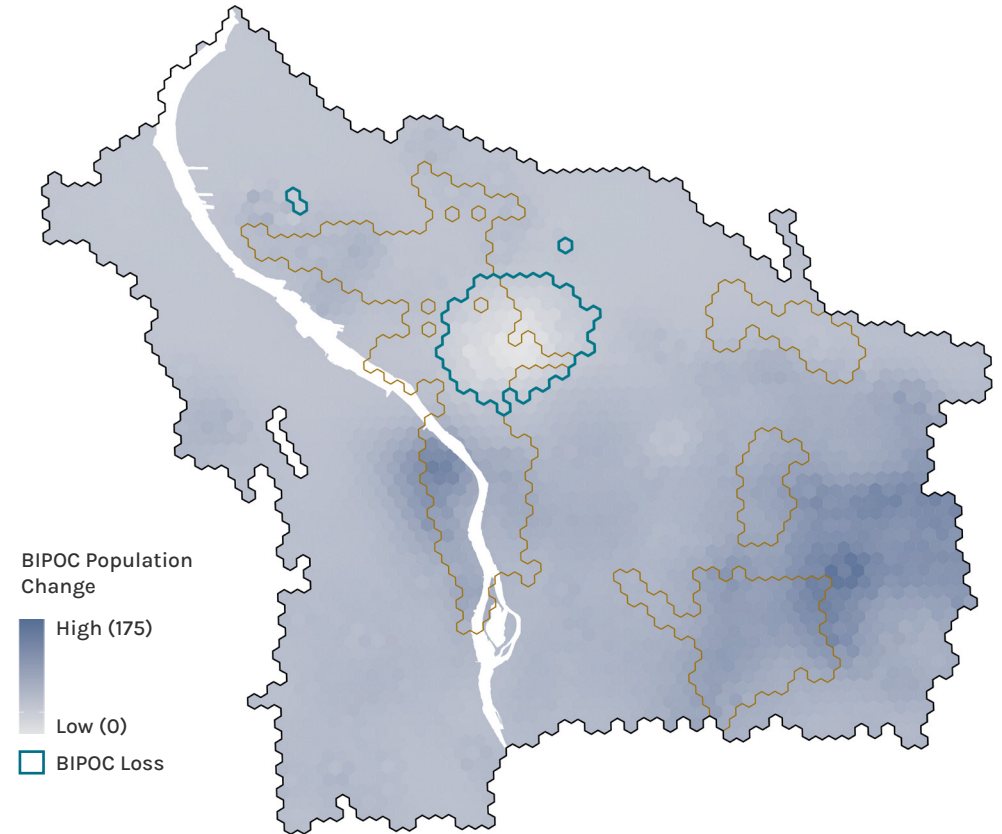 BIPOC Population
Change
High (175)
Low (0)
BIPOC Loss